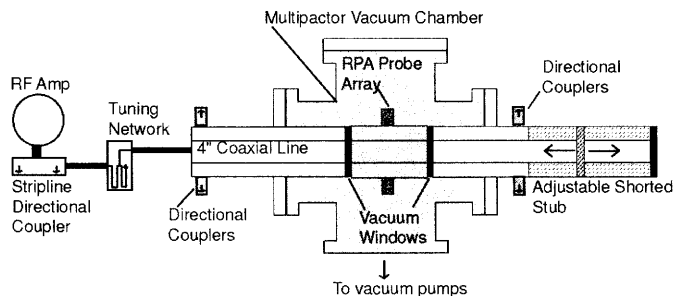 Multipactor Vacuum Chamber
RF Amp
RPA Probe
Array
Directional
Couplers
Tuning
Network
4" Coaxial Line
Stripline
Directional
Coupler
Directional
Couplers
Vacuum
Windows
Adjustable Shorted
Stub
To vacuum pumps